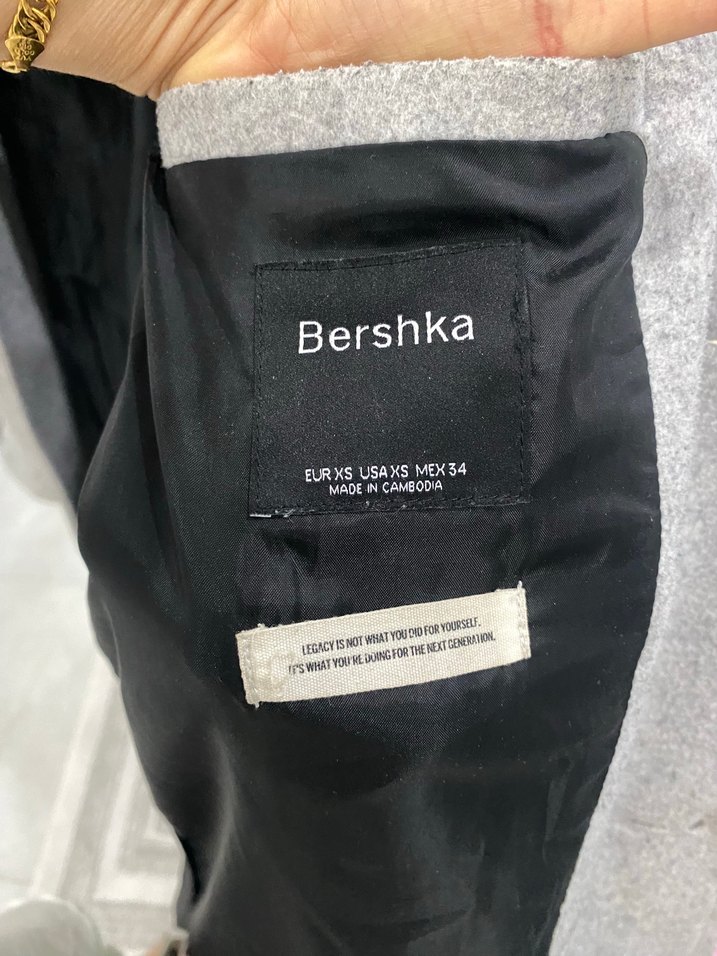 Bershka
EUR XS USA XS MEX 34
MADE IN CAMBODIA
LEGACY IS NOT WHAT YOU DID FOR YOURSELF.
IT'S WHAT YOU'RE DOING FOR THE NEXT GENERATION.